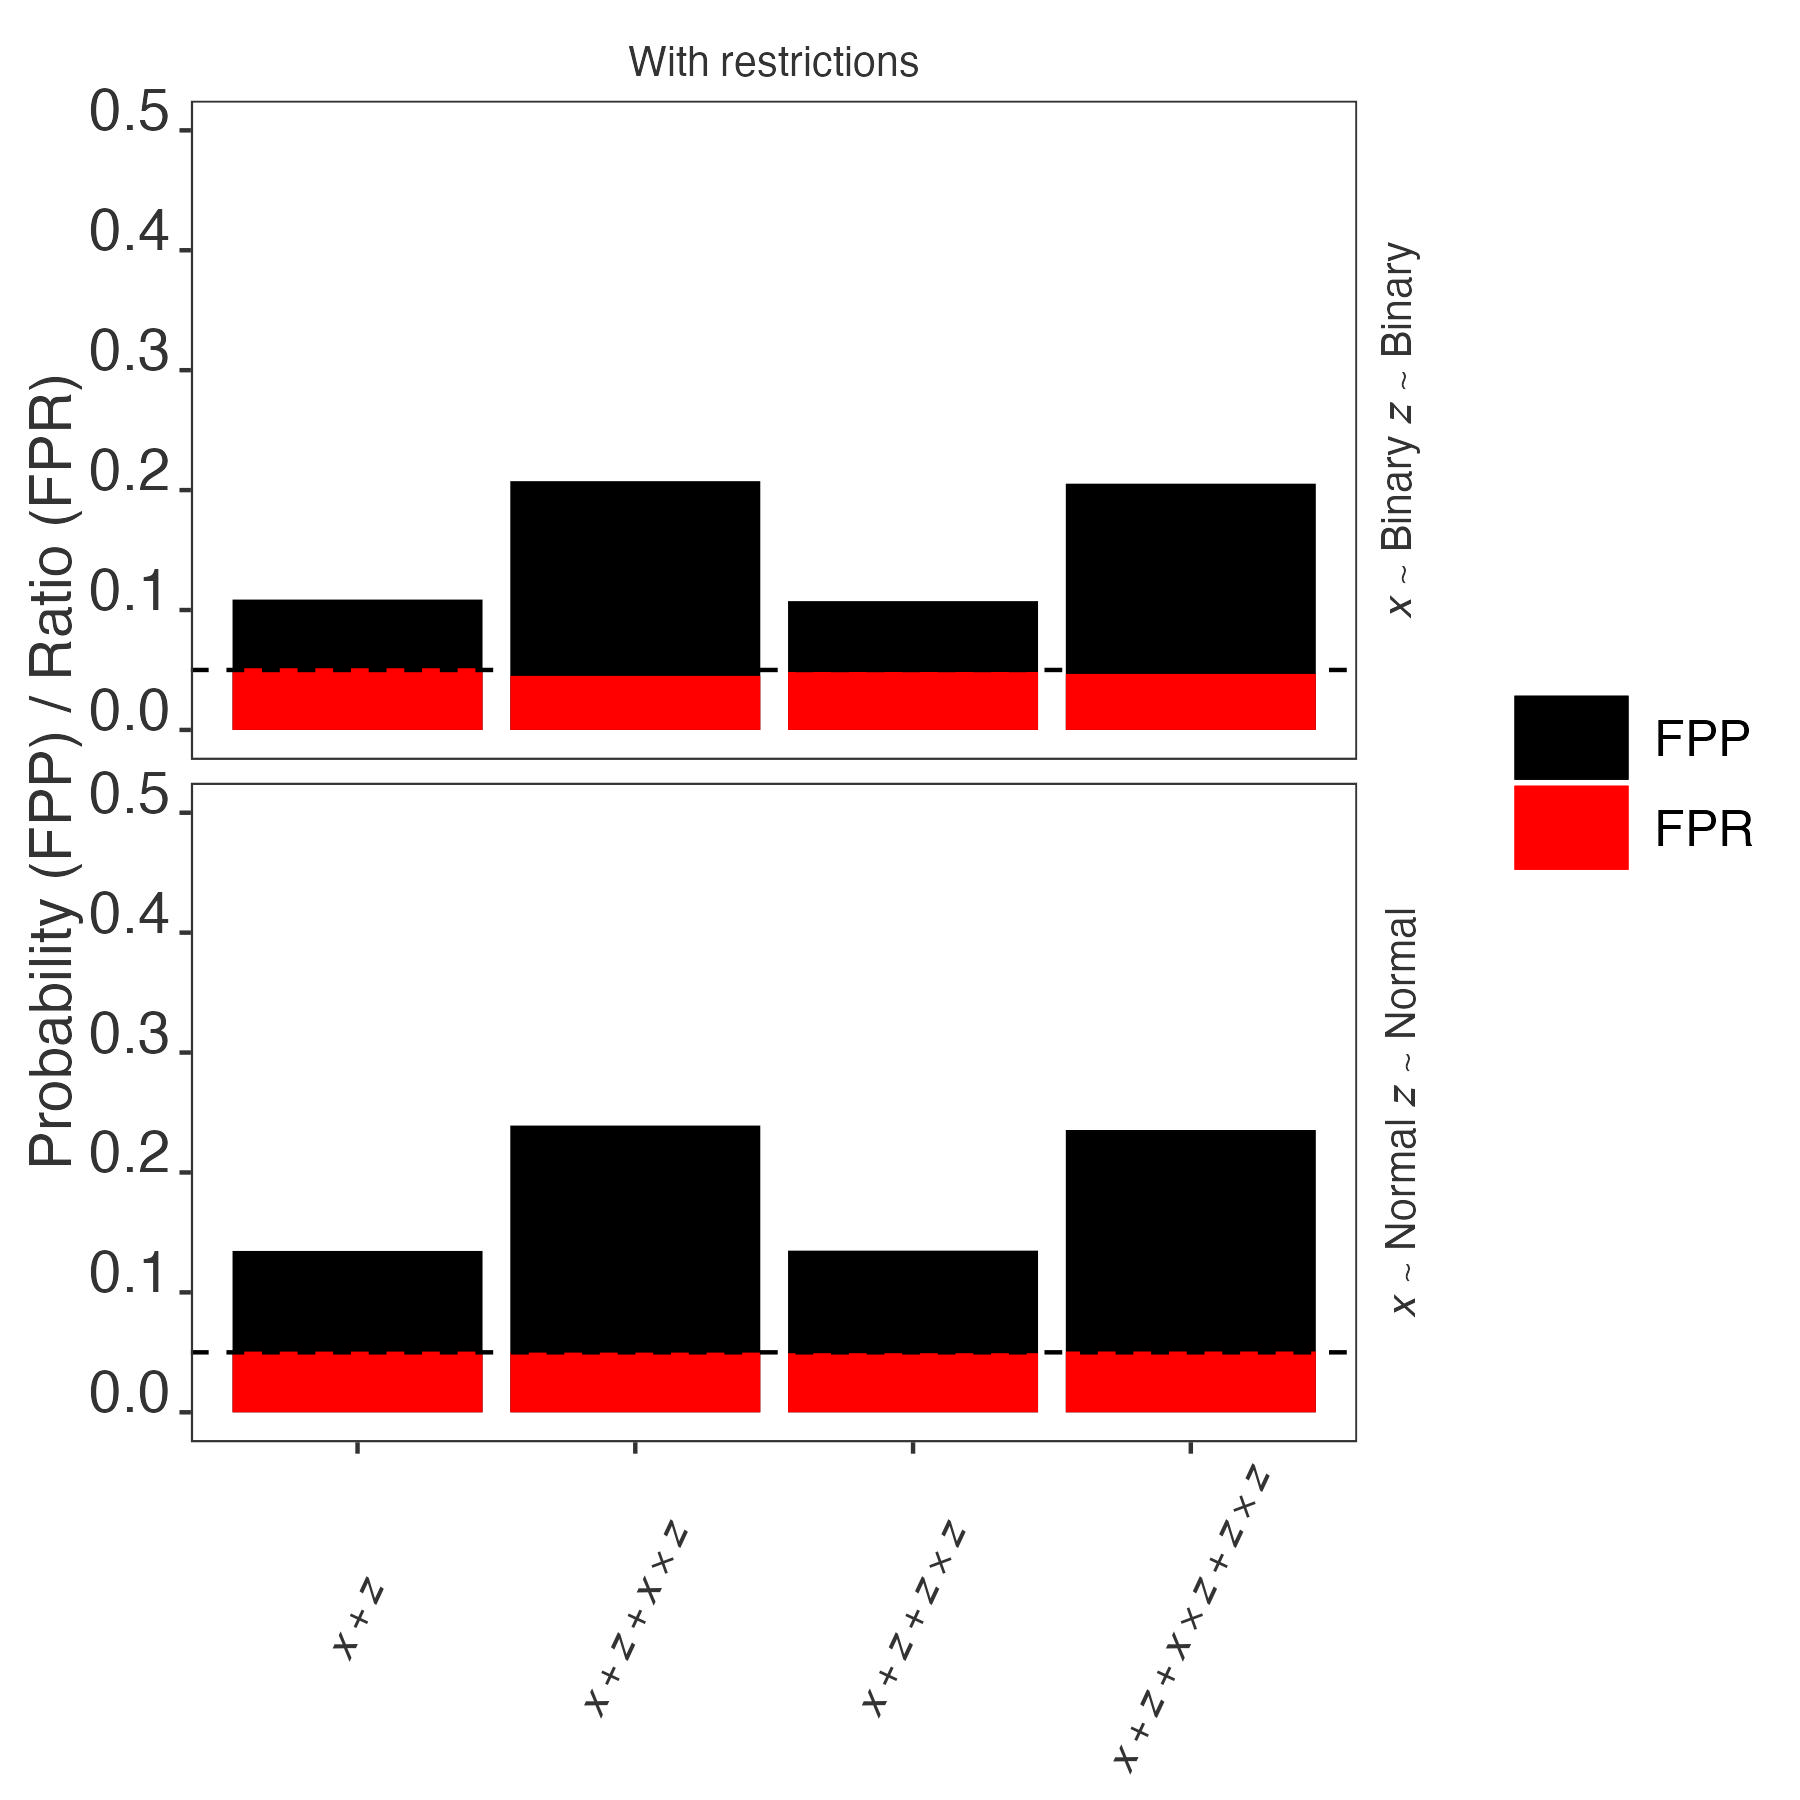 With restrictions
Probability (FPP) / Ratio (FPR)
0.5
0.4
0.3
0.2
0.1
0.0
x ~ Binary z ~ Binary
0.5
0.4
0.3
0.2
0.1
0.0
x ~ Normal z ~ Normal
x + z
x + z + x × z
x + z + z × z
x + z + x × z + z × z
FPP
FPR